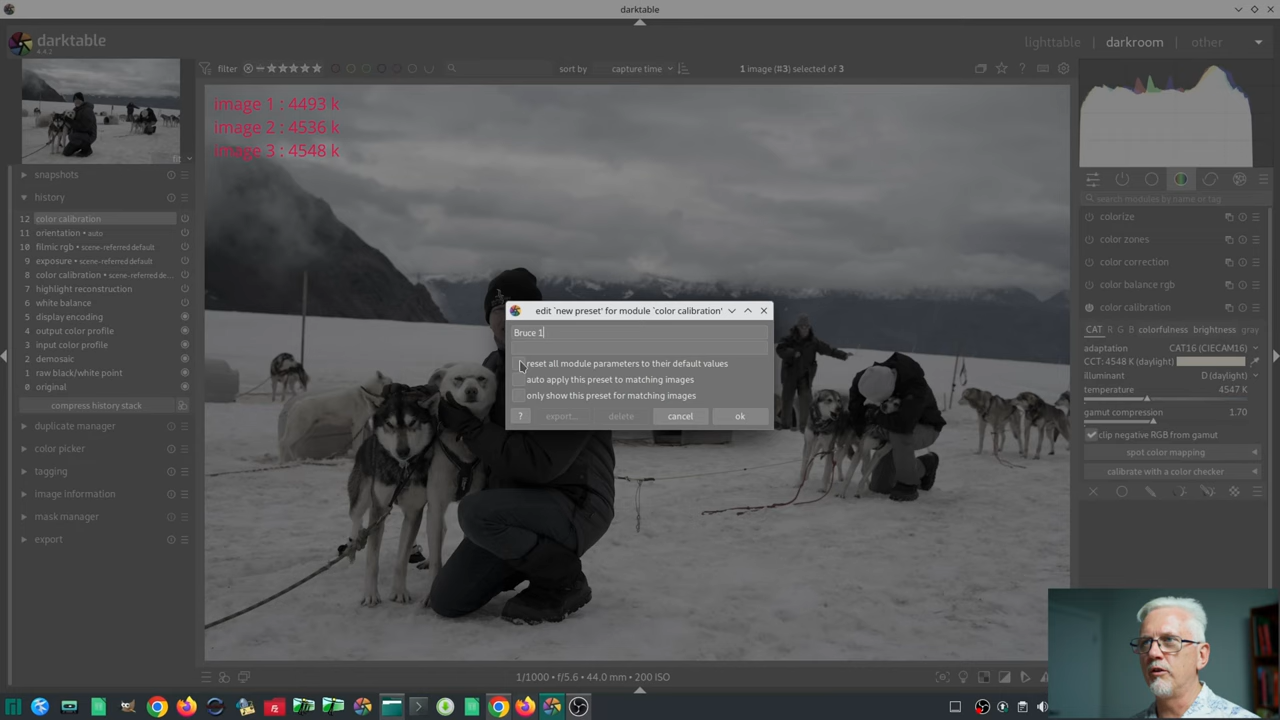 darktable
darktable
4.4.2
lighttable
darkroom
other
filter
sort by
capture time
1 image (#3) selected of 3
image 1 : 4493 k
image 2 : 4536 k
image 3 : 4548 k
fit
snapshots
history
12 color calibration
11 orientation • auto
10 filmic rgb • scene-referred default
9 exposure • scene-referred default
8 color calibration • scene-referred de...
7 highlight reconstruction
6 white balance
5 display encoding
4 output color profile
3 input color profile
2 demosaic
1 raw black/white point
0 original
compress history stack
duplicate manager
color picker
tagging
image information
mask manager
export
edit `new preset' for module `color calibration'
Bruce 1
reset all module parameters to their default values
auto apply this preset to matching images
only show this preset for matching images
?
export...
delete
cancel
ok
search modules by name or tag
colorize
color zones
color correction
color balance rgb
color calibration
CAT R G B colorfulness brightness gray
adaptation CAT16 (CIECAM16)
CCT: 4548 K (daylight)
illuminant D (daylight)
temperature 4547 K
gamut compression 1.70
clip negative RGB from gamut
spot color mapping
calibrate with a color checker
1/1000 • f/5.6 • 44.0 mm • 200 ISO